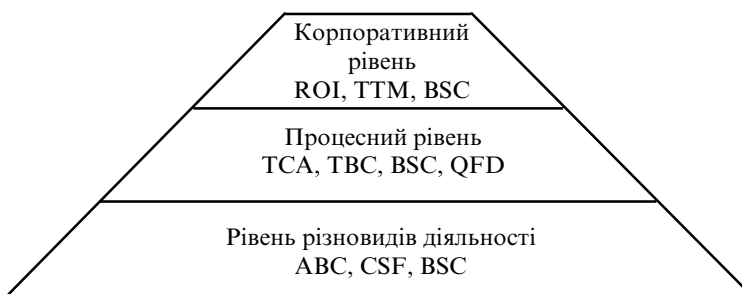 Корпоративний
рівень
ROI, TTM, BSC
Процесний рівень
TCA, TBC, BSC, QFD
Рівень різновидів діяльності
ABC, CSF, BSC